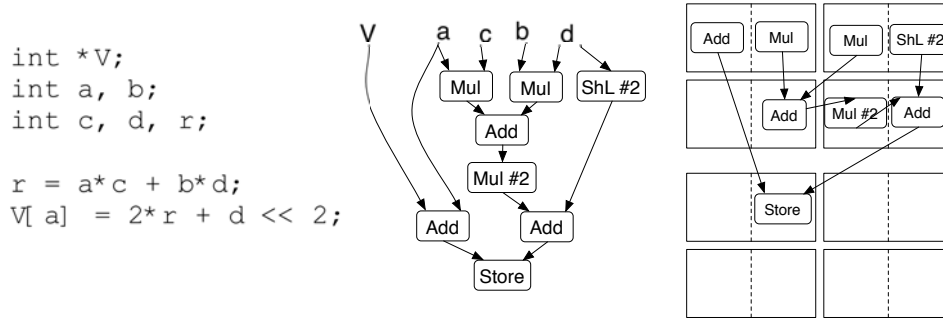 int *V;
int a, b;
int c, d, r;
r = a*c + b*d;
V[a] = 2*r + d << 2;
V a c b d
Mul Mul ShL #2
Add
Mul #2
Add Add
Store
Add Mul Mul ShL #2
Add Mul #2 Add
Store